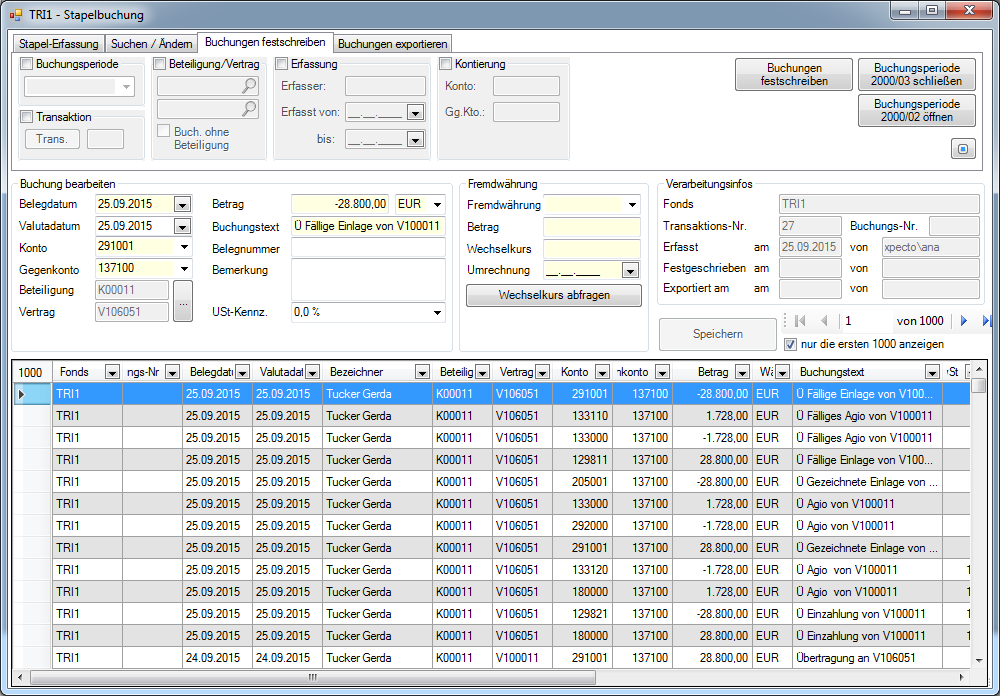 TRI1 - Stapelbuchung
Stapel-Erfassung Suchen / Ändern Buchungen festschreiben Buchungen exportieren
Buchungsperiode Beteiligung/Vertrag Erfassung Kontierung
Erfasser: Konto:
Erfasst von: __.__.____ Gg.Kto.:
bis: __.__.____
Transaktion
Trans.
Buch. ohne
Beteiligung
Buchungen
festschreiben
Buchungsperiode
2000/03 schließen
Buchungsperiode
2000/02 öffnen
Buchung bearbeiten
Belegdatum 25.09.2015 Betrag -28.800,00 EUR
Valutadatum 25.09.2015 Buchungstext Ü Fällige Einlage von V100011
Konto 291001 Belegnummer
Gegenkonto 137100 Bemerkung
Beteiligung K00011
Vertrag V106051 ... USt-Kennz. 0,0 %
Fremdwährung
Fremdwährung
Betrag
Wechselkurs
Umrechnung __.__.____
Wechselkurs abfragen
Verarbeitungsinfos
Fonds TRI1
Transaktions-Nr. 27 Buchungs-Nr.
Erfasst am 25.09.2015 von xpecto\ana
Festgeschrieben am von
Exportiert am am von
Speichern
1 von 1000
nur die ersten 1000 anzeigen
1000 Fonds ngs-Nr Belegdatu Valutadat Bezeichner Beteilig Vertrag Konto nkonto Betrag Wä Buchungstext St
TRI1 25.09.2015 25.09.2015 Tucker Gerda K00011 V106051 291001 137100 -28.800,00 EUR Ü Fällige Einlage von V100...
TRI1 25.09.2015 25.09.2015 Tucker Gerda K00011 V106051 133110 137100 1.728,00 EUR Ü Fälliges Agio von V100011
TRI1 25.09.2015 25.09.2015 Tucker Gerda K00011 V106051 133000 137100 -1.728,00 EUR Ü Fälliges Agio von V100011
TRI1 25.09.2015 25.09.2015 Tucker Gerda K00011 V106051 129811 137100 28.800,00 EUR Ü Fällige Einlage von V100...
TRI1 25.09.2015 25.09.2015 Tucker Gerda K00011 V106051 205001 137100 -28.800,00 EUR Ü Gezeichnete Einlage von ...
TRI1 25.09.2015 25.09.2015 Tucker Gerda K00011 V106051 133000 137100 1.728,00 EUR Ü Agio von V100011
TRI1 25.09.2015 25.09.2015 Tucker Gerda K00011 V106051 292000 137100 -1.728,00 EUR Ü Agio von V100011
TRI1 25.09.2015 25.09.2015 Tucker Gerda K00011 V106051 291001 137100 28.800,00 EUR Ü Gezeichnete Einlage von ...
TRI1 25.09.2015 25.09.2015 Tucker Gerda K00011 V106051 133120 137100 -1.728,00 EUR Ü Agio von V100011 1
TRI1 25.09.2015 25.09.2015 Tucker Gerda K00011 V106051 180000 137100 1.728,00 EUR Ü Agio von V100011 1
TRI1 25.09.2015 25.09.2015 Tucker Gerda K00011 V106051 129821 137100 -28.800,00 EUR Ü Einzahlung von V100011 1
TRI1 25.09.2015 25.09.2015 Tucker Gerda K00011 V106051 180000 137100 28.800,00 EUR Ü Einzahlung von V100011 1
TRI1 24.09.2015 24.09.2015 Tucker Gerda K00011 V100011 291001 137100 28.800,00 EUR Übertragung an V106051